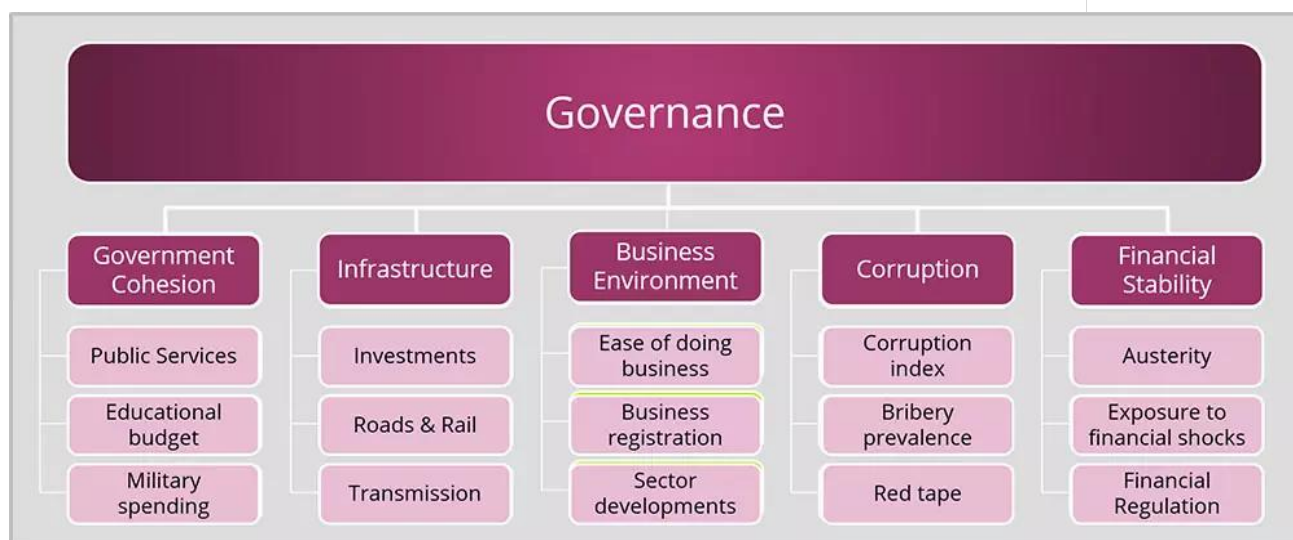 Governance
Government
Cohesion
Public Services
Educational
budget
Military
spending
Infrastructure
Investments
Roads & Rail
Transmission
Business
Environment
Ease of doing
business
Business
registration
Sector
developments
Corruption
Corruption
index
Bribery
prevalence
Red tape
Financial
Stability
Austerity
Exposure to
financial shocks
Financial
Regulation